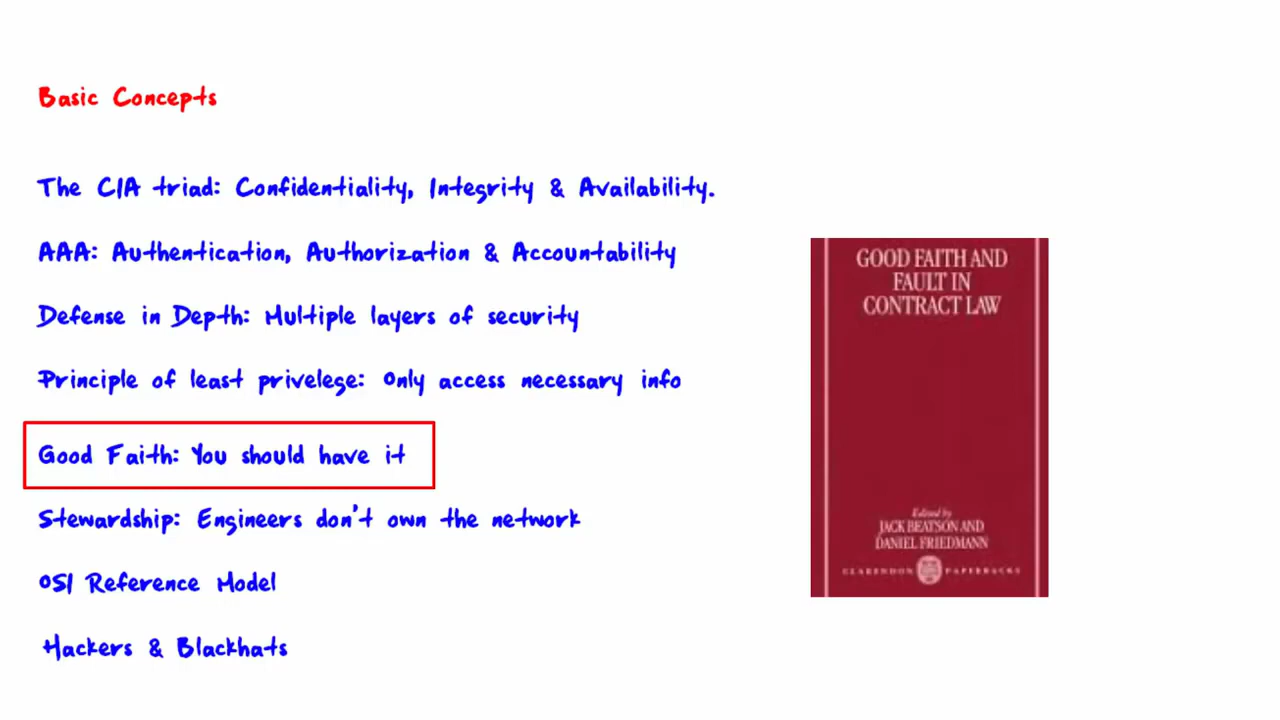 Basic Concepts
The CIA triad: Confidentiality, Integrity & Availability.
AAA: Authentication, Authorization & Accountability
Defense in Depth: Multiple layers of security
Principle of least privelege: Only access necessary info
Good Faith: You should have it
Stewardship: Engineers don't own the network
OSI Reference Model
Hackers & Blackhats
GOOD FAITH AND
FAULT IN
CONTRACT LAW
Edited by
JACK BEATSON AND
DANIEL FRIEDMANN
CLARENDON PAPERBACKS